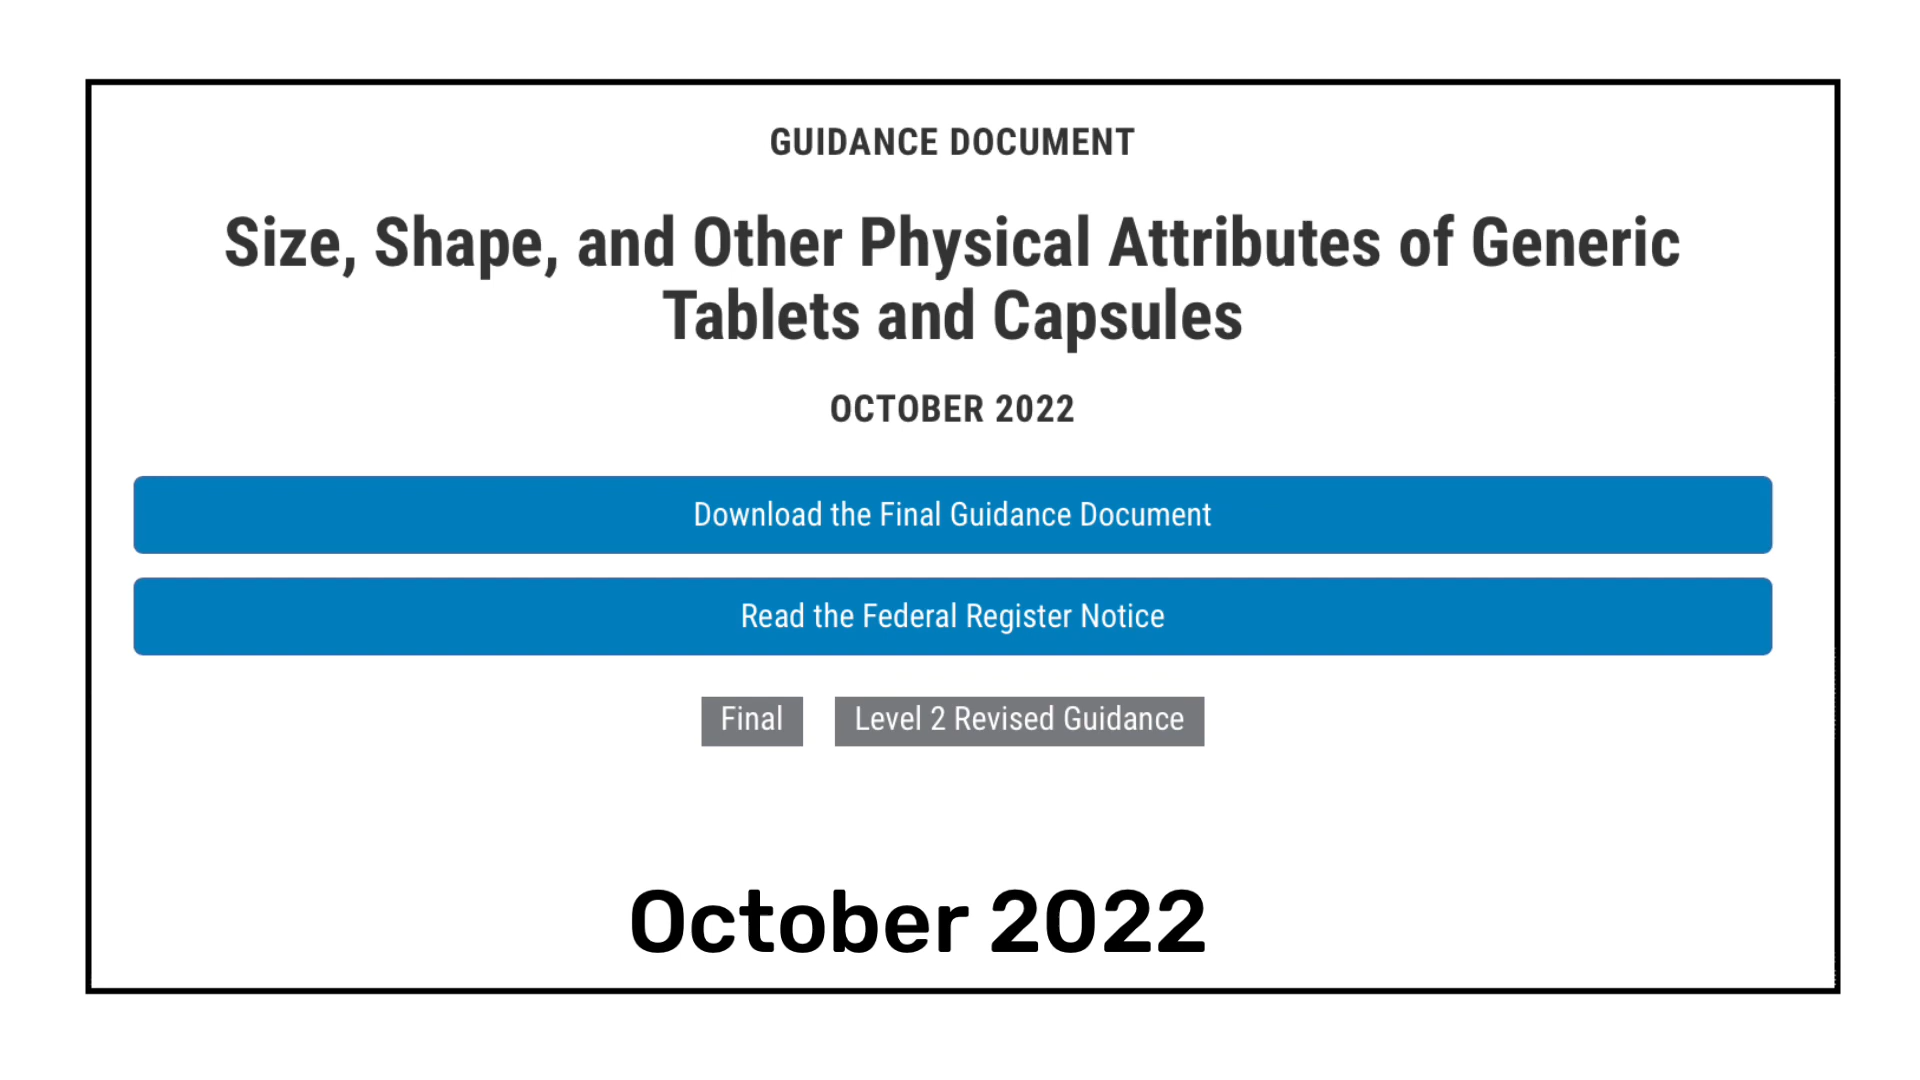 GUIDANCE DOCUMENT
Size, Shape, and Other Physical Attributes of Generic
Tablets and Capsules
OCTOBER 2022
Download the Final Guidance Document
Read the Federal Register Notice
Final
Level 2 Revised Guidance
October 2022